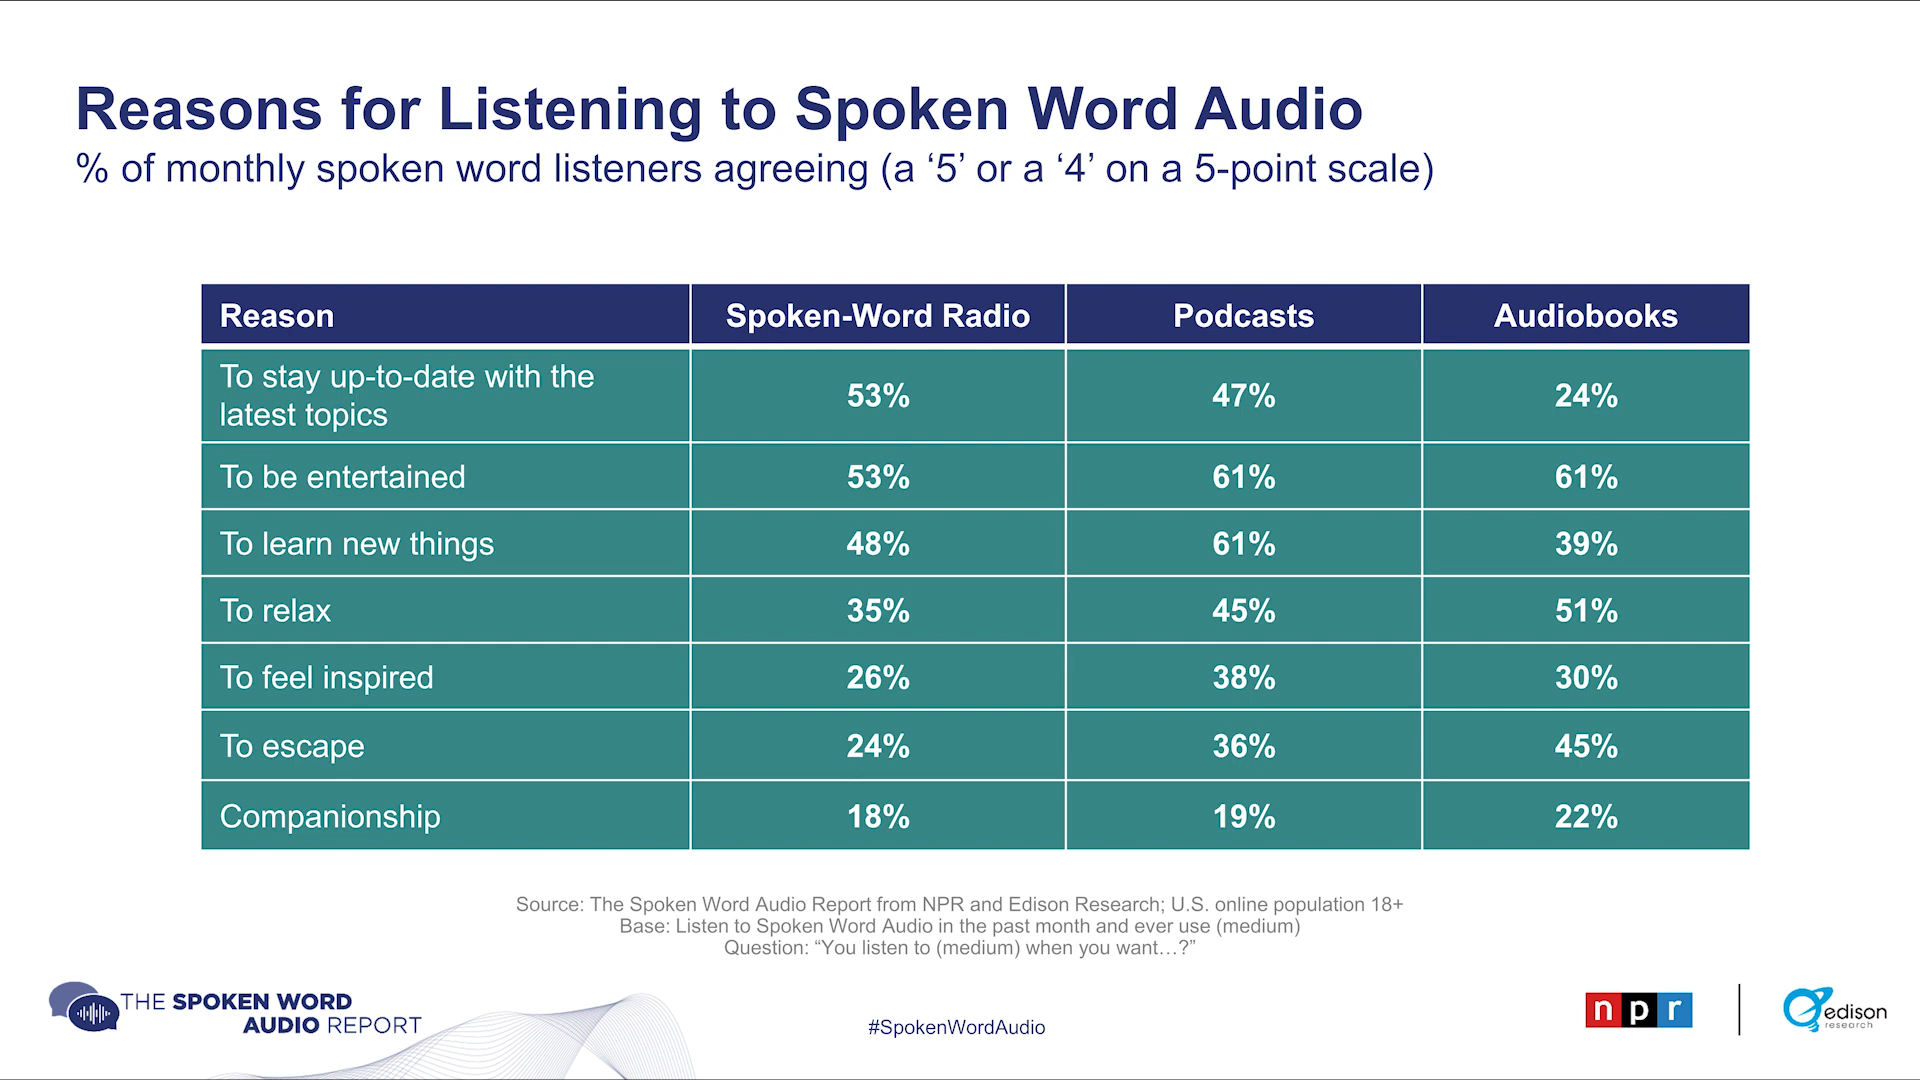 Reasons for Listening to Spoken Word Audio
% of monthly spoken word listeners agreeing (a ‘5’ or a ‘4’ on a 5-point scale)
Reason Spoken-Word Radio Podcasts Audiobooks
To stay up-to-date with the
latest topics 53% 47% 24%
To be entertained 53% 61% 61%
To learn new things 48% 61% 39%
To relax 35% 45% 51%
To feel inspired 26% 38% 30%
To escape 24% 36% 45%
Companionship 18% 19% 22%
Source: The Spoken Word Audio Report from NPR and Edison Research; U.S. online population 18+
Base: Listen to Spoken Word Audio in the past month and ever use (medium)
Question: “You listen to (medium) when you want…?”
THE SPOKEN WORD
AUDIO REPORT
#SpokenWordAudio
npr
edison
research